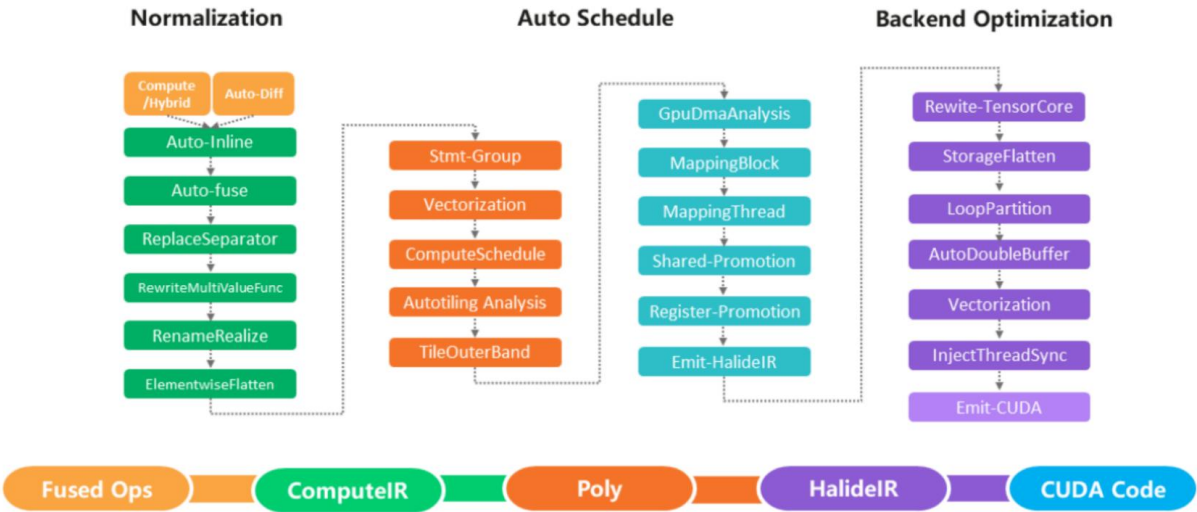 Normalization
Auto Schedule
Backend Optimization
Compute
/Hybrid
Auto-Diff
Auto-Inline
Auto-fuse
ReplaceSeparator
RewriteMultiValueFunc
RenameRealize
ElementwiseFlatten
Stmt-Group
Vectorization
ComputeSchedule
Autotiling Analysis
TileOuterBand
GpuDmaAnalysis
MappingBlock
MappingThread
Shared-Promotion
Register-Promotion
Emit-HalideIR
Rewite-TensorCore
StorageFlatten
LoopPartition
AutoDoubleBuffer
Vectorization
InjectThreadSync
Emit-CUDA
Fused Ops
ComputeIR
Poly
HalideIR
CUDA Code